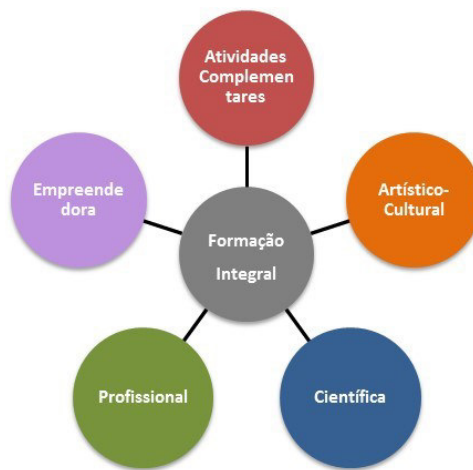 Atividades
Complemen
tares
Empreende
dora
Artístico-
Cultural
Formação
Integral
Profissional
Científica